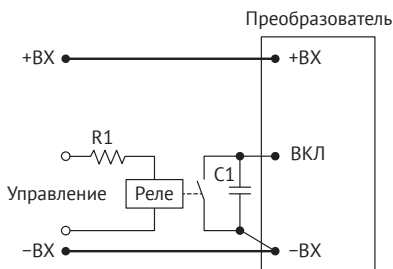 Преобразователь
+ВХ
+ВХ
R1
ВКЛ
C1
Управление
Реле
−ВХ
−ВХ